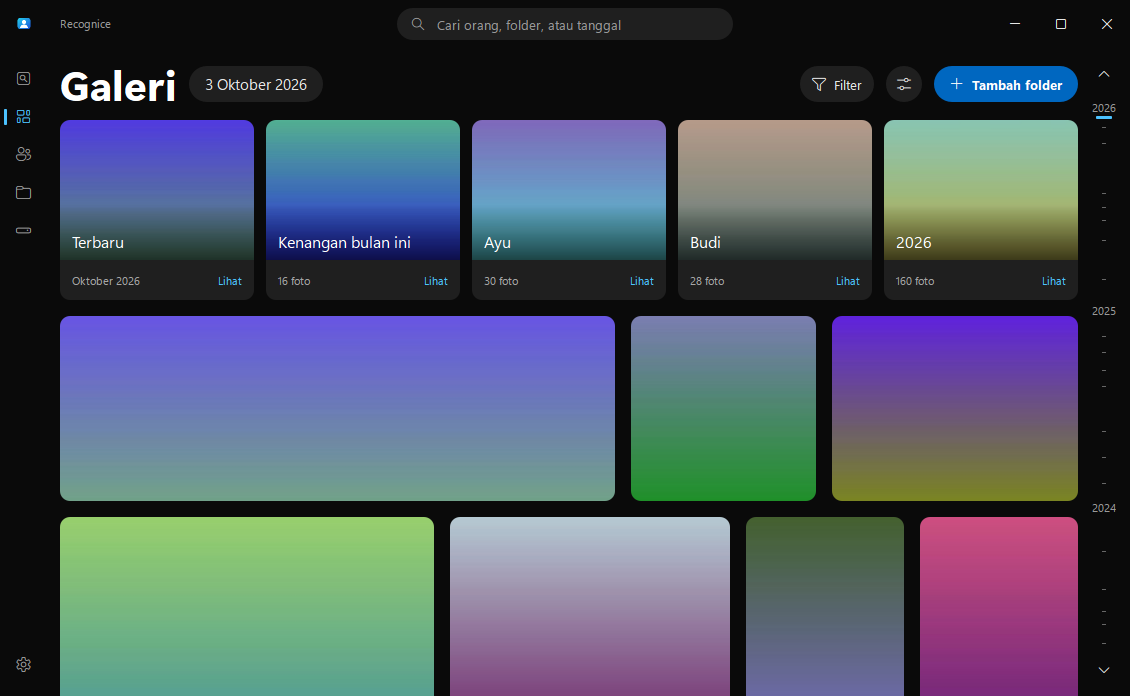 Recognice
Cari orang, folder, atau tanggal
Galeri
3 Oktober 2026
Filter
Tambah folder
2026
Terbaru
Kenangan bulan ini
Ayu
Budi
2026
Oktober 2026
Lihat
16 foto
Lihat
30 foto
Lihat
28 foto
Lihat
160 foto
Lihat
2025
2024